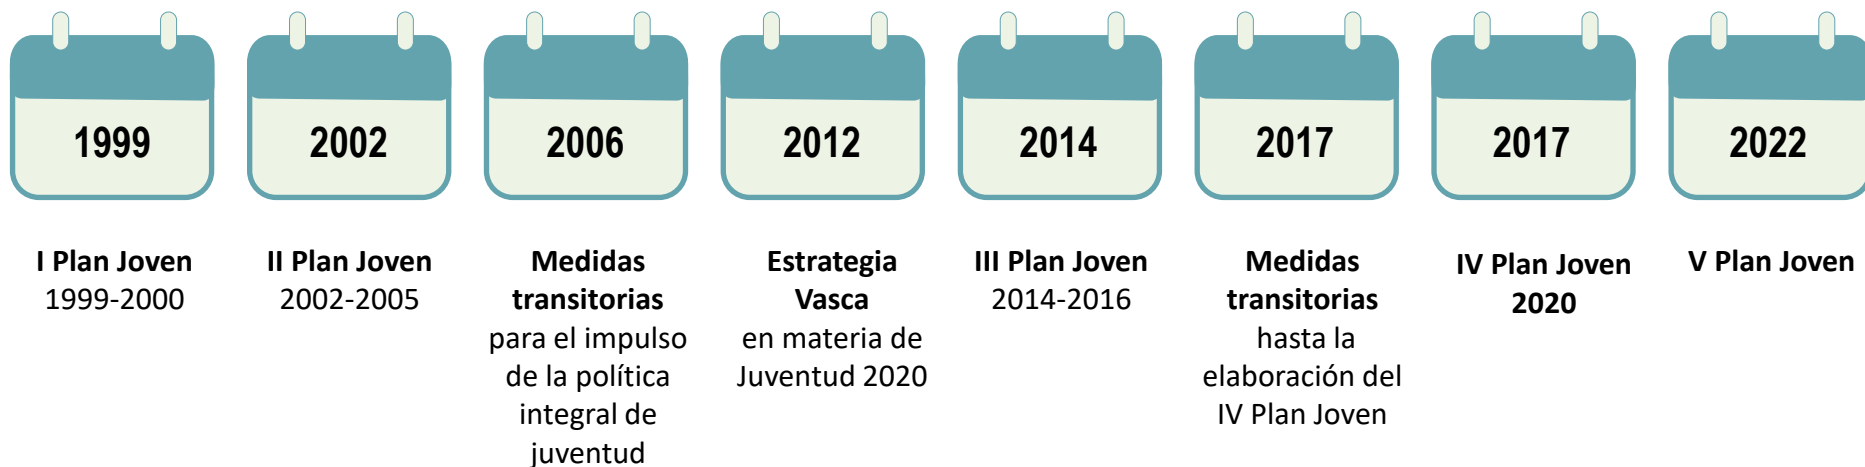 1999
I Plan Joven
1999-2000
2002
II Plan Joven
2002-2005
2006
Medidas
transitorias
para el impulso
de la política
integral de
juventud
2012
Estrategia
Vasca
en materia de
Juventud 2020
2014
III Plan Joven
2014-2016
2017
Medidas
transitorias
hasta la
elaboración del
IV Plan Joven
2017
IV Plan Joven
2020
2022
V Plan Joven